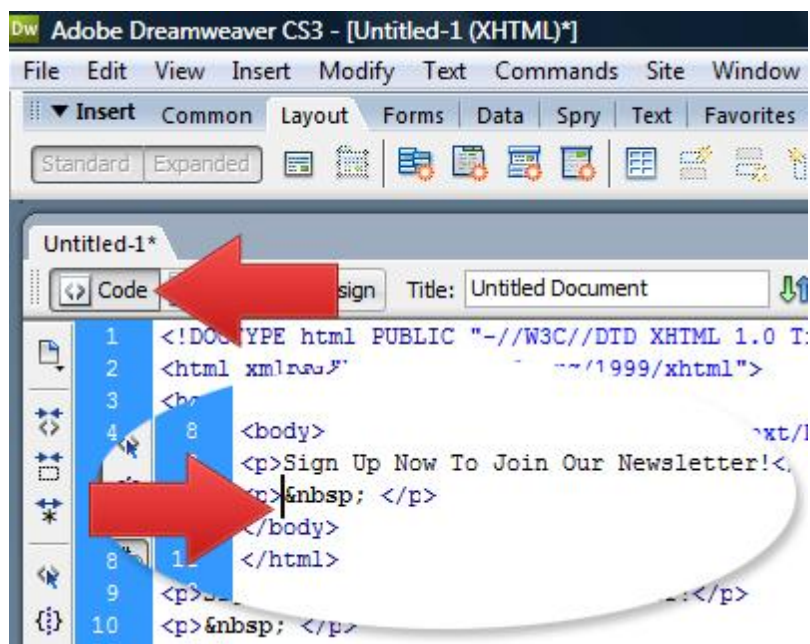 Dw Adobe Dreamweaver CS3 - [Untitled-1 (XHTML)*]
File Edit View Insert Modify Text Commands Site Window
▼ Insert Common Layout Forms Data Spry Text Favorites
Standard Expanded
Untitled-1*
Code sign Title: Untitled Document
1 <!DOCTYPE html PUBLIC "-//W3C//DTD XHTML 1.0
2 <html /1999/xhtml">
3
4
8 <body>
<p>Sign Up Now To Join Our Newsletter!<
<p>&nbsp; </p>
</body>
</html>
8
9 </p>
10 <p>&nbsp; </p>